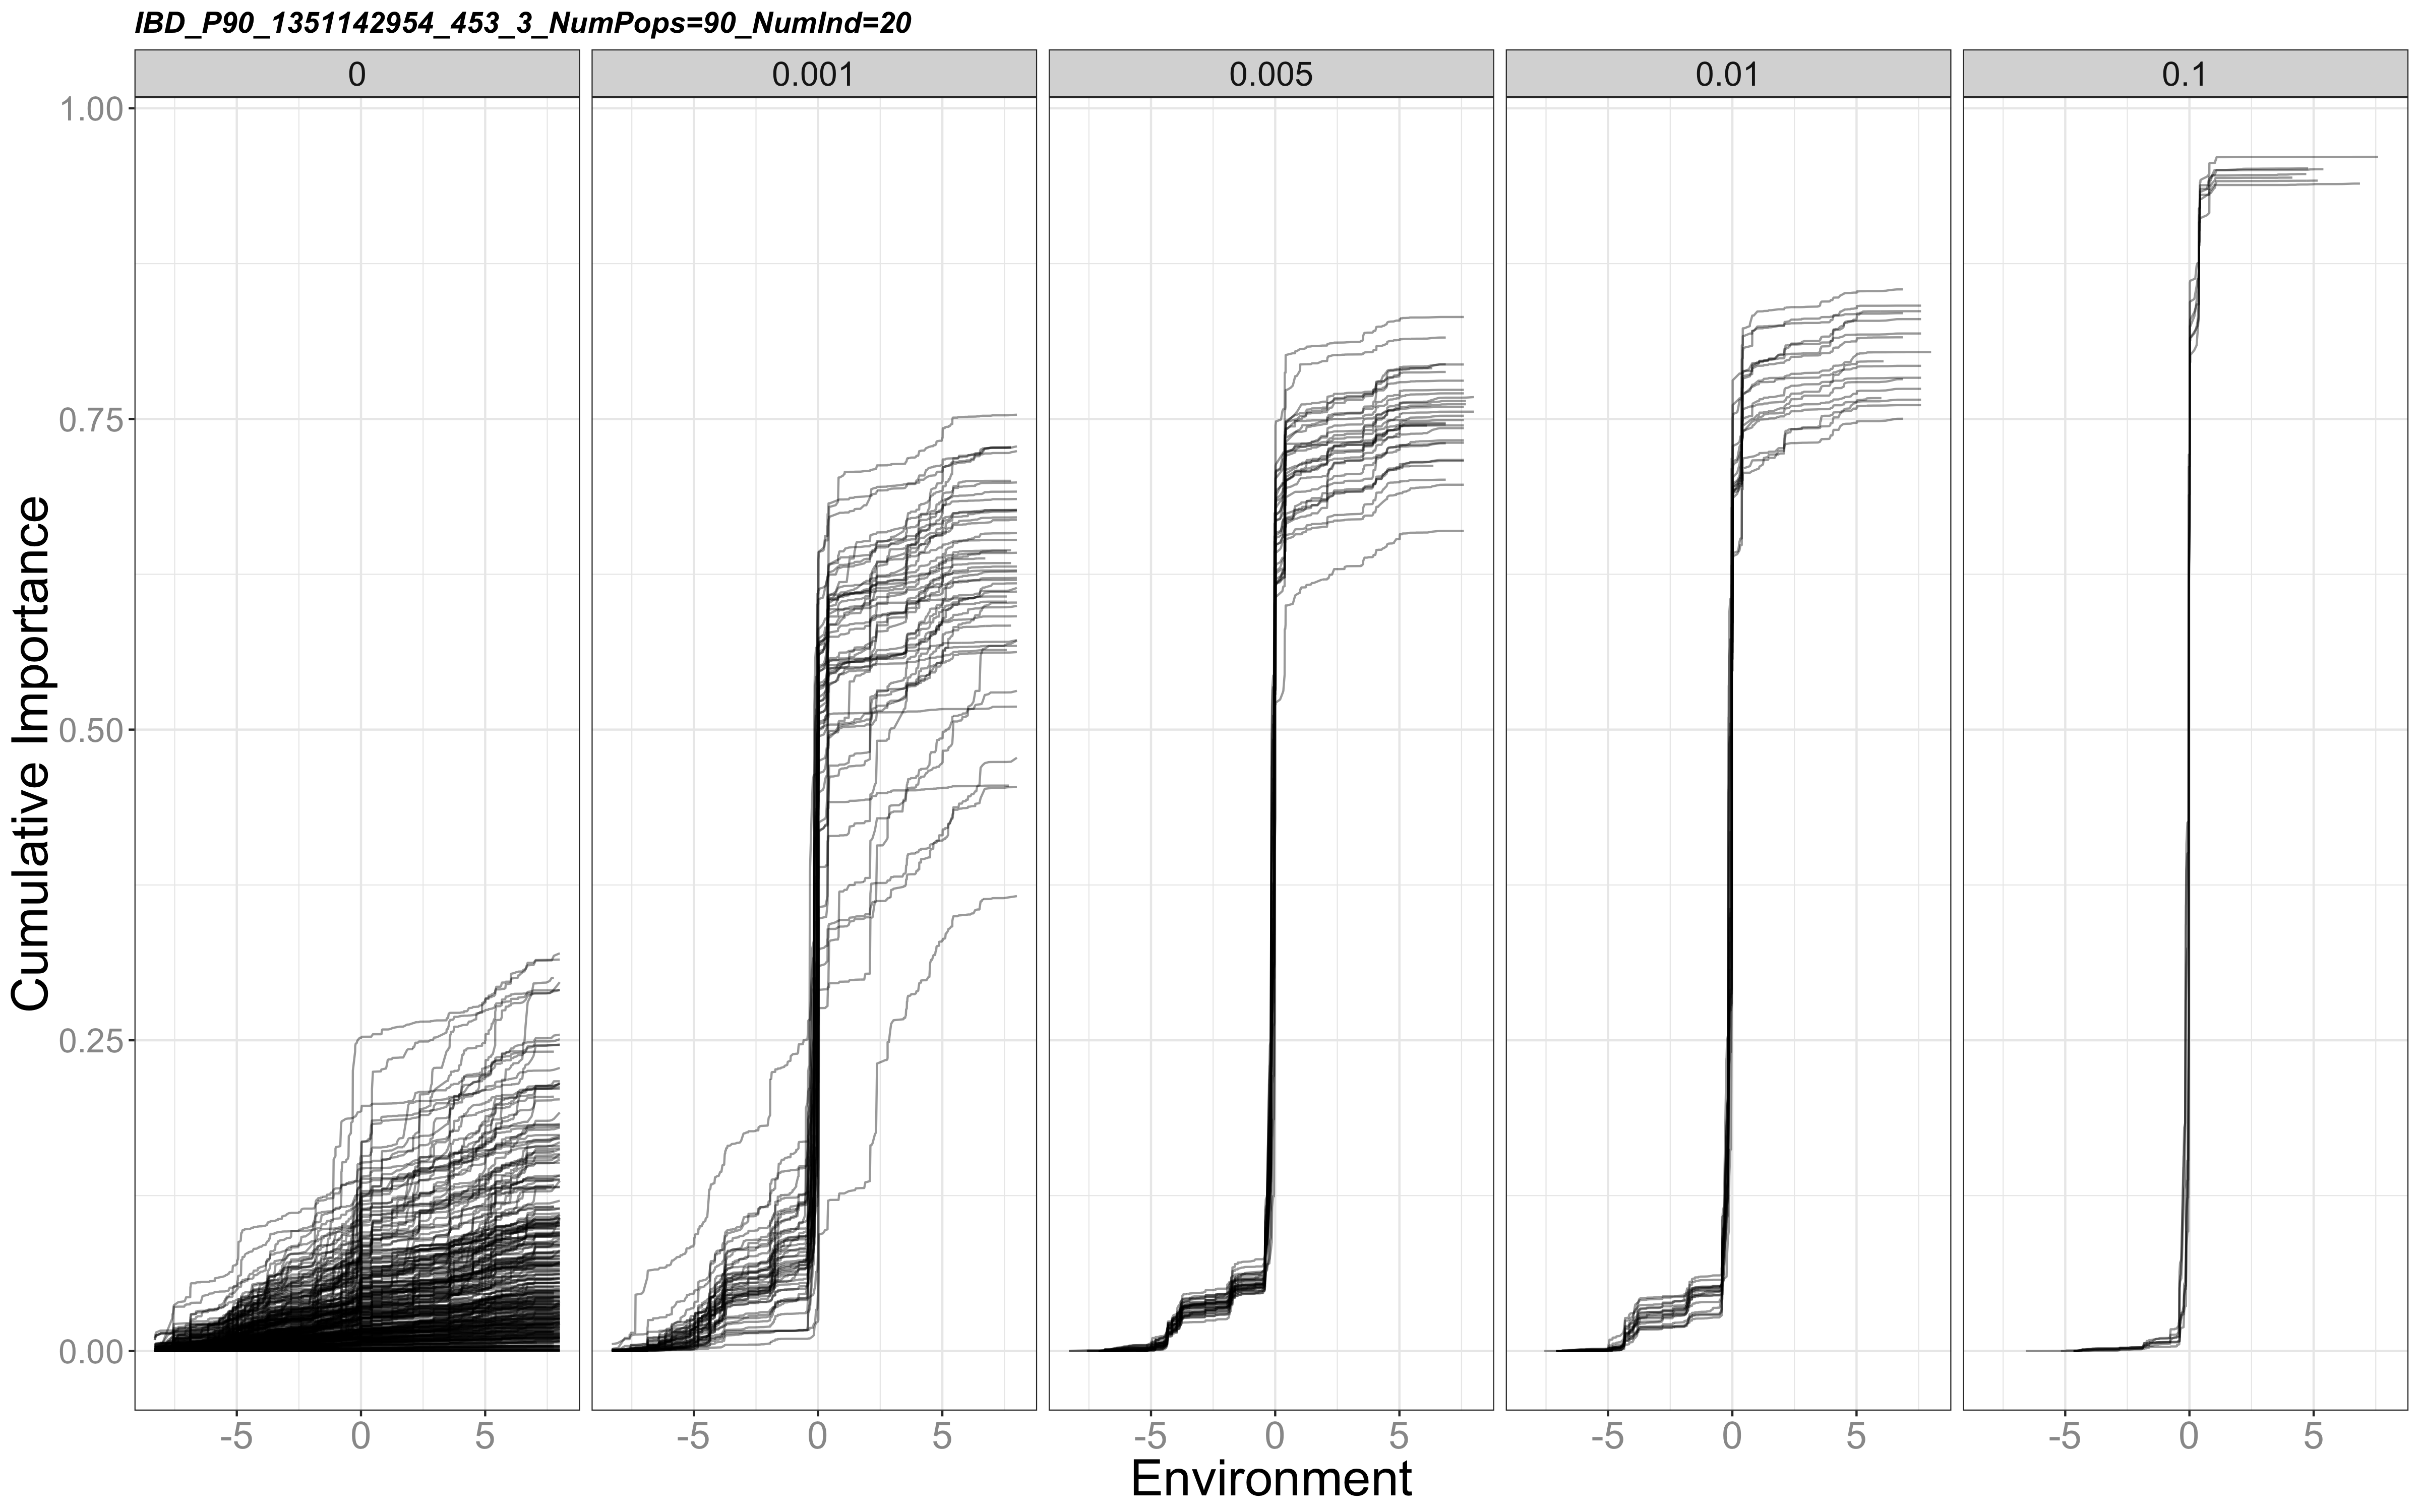 IBD_P90_1351142954_453_3_NumPops=90_NumInd=20
0 0.001 0.005 0.01 0.1
1.00
0.75
0.50
0.25
0.00
Cumulative Importance
-5 0 5 -5 0 5 -5 0 5 -5 0 5 -5 0 5
Environment